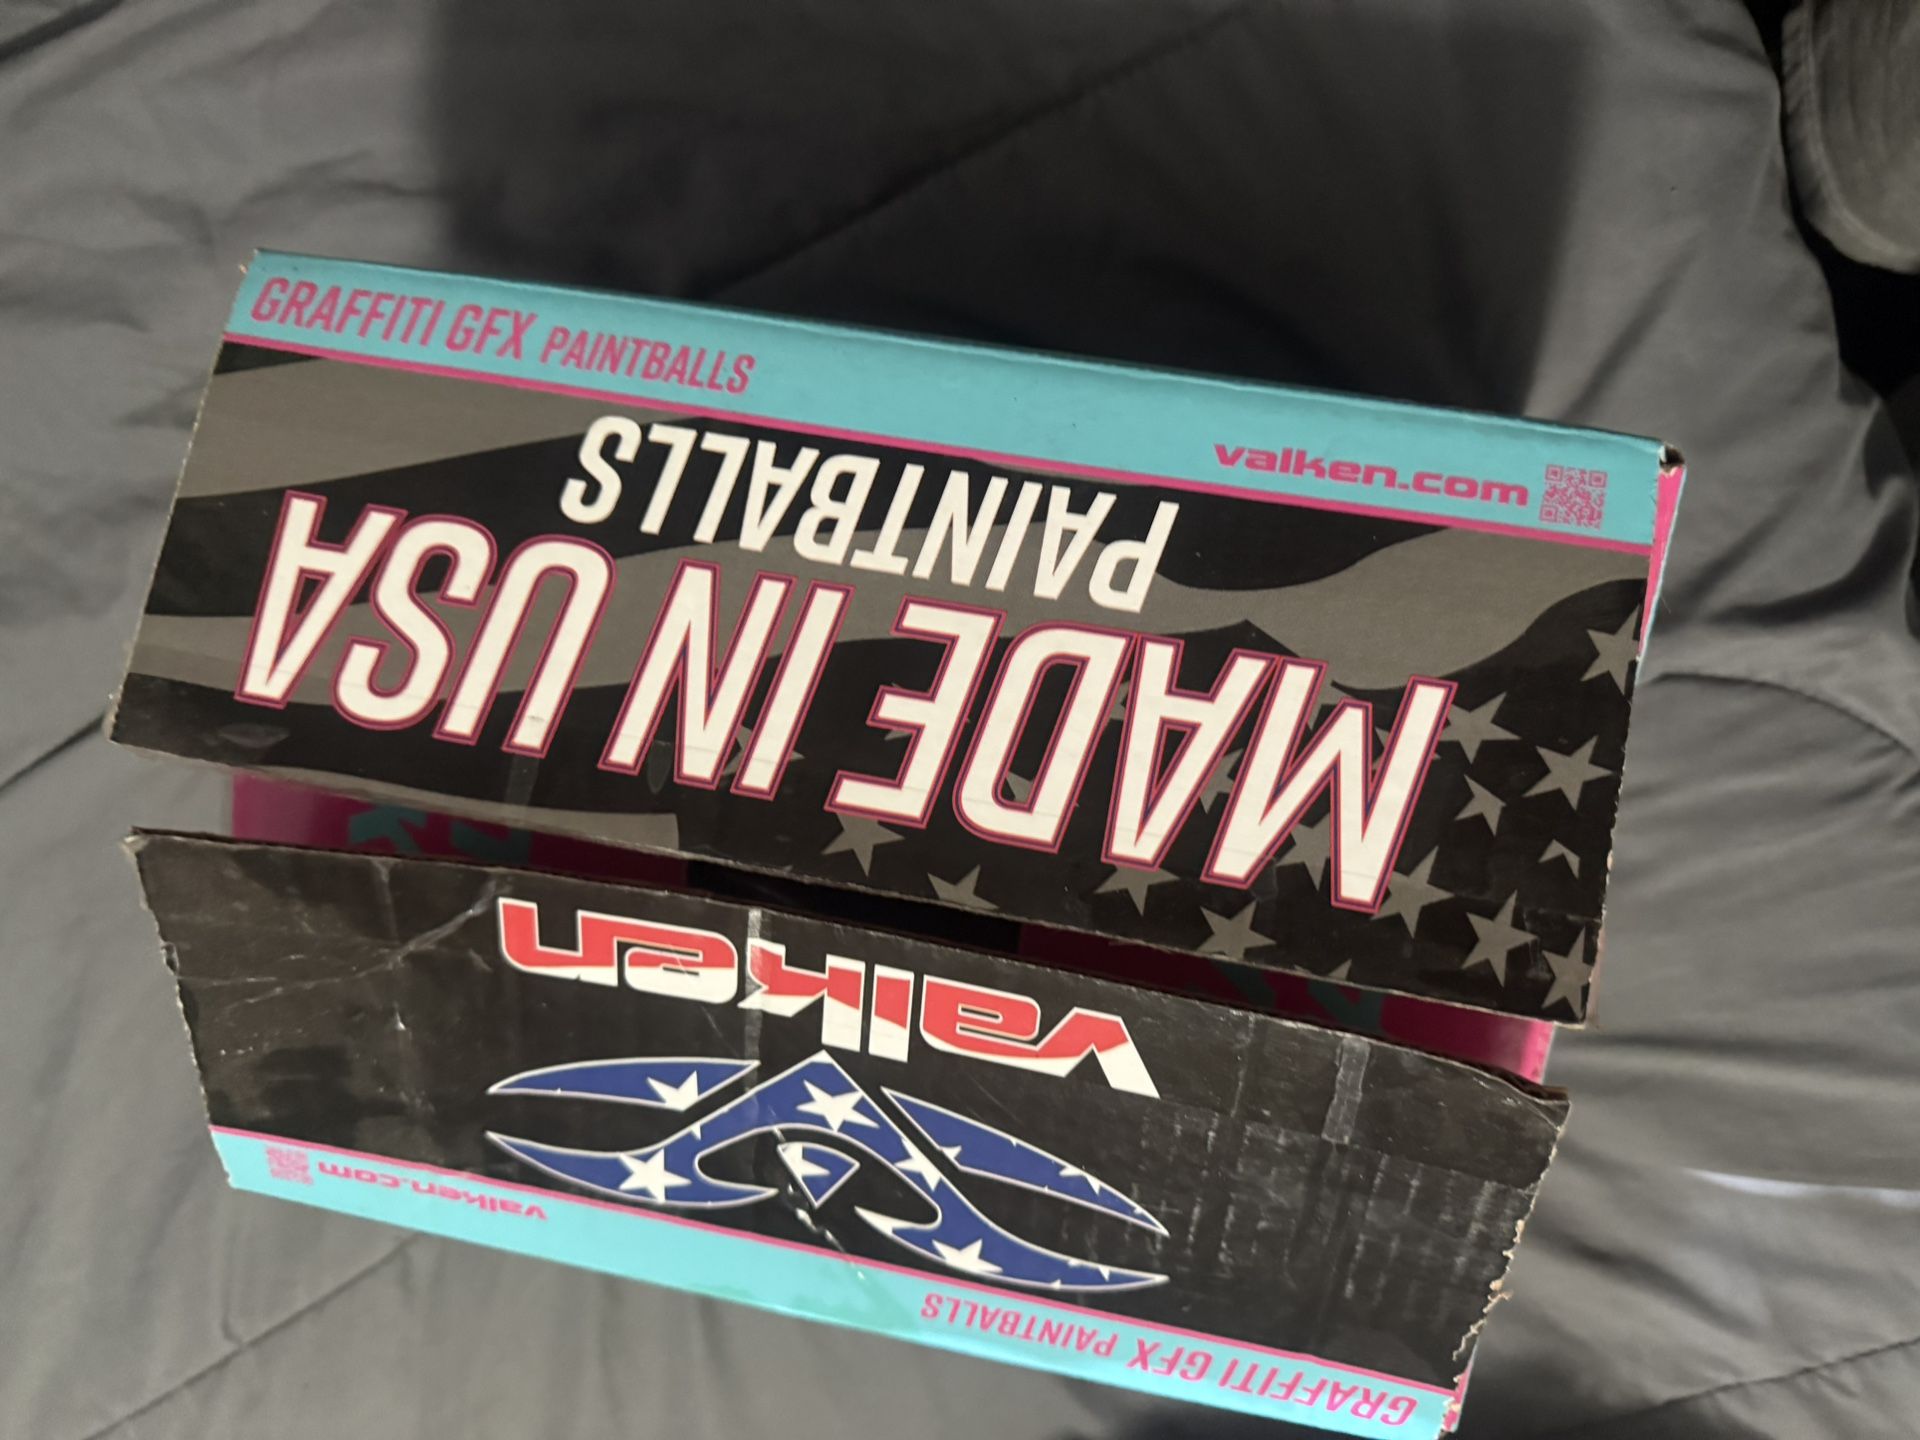 GRAFFITI GFX PAINTBALLS
valken.com
MADE IN USA
PAINTBALLS
valken
GRAFFITI GFX PAINTBALLS
valken.com